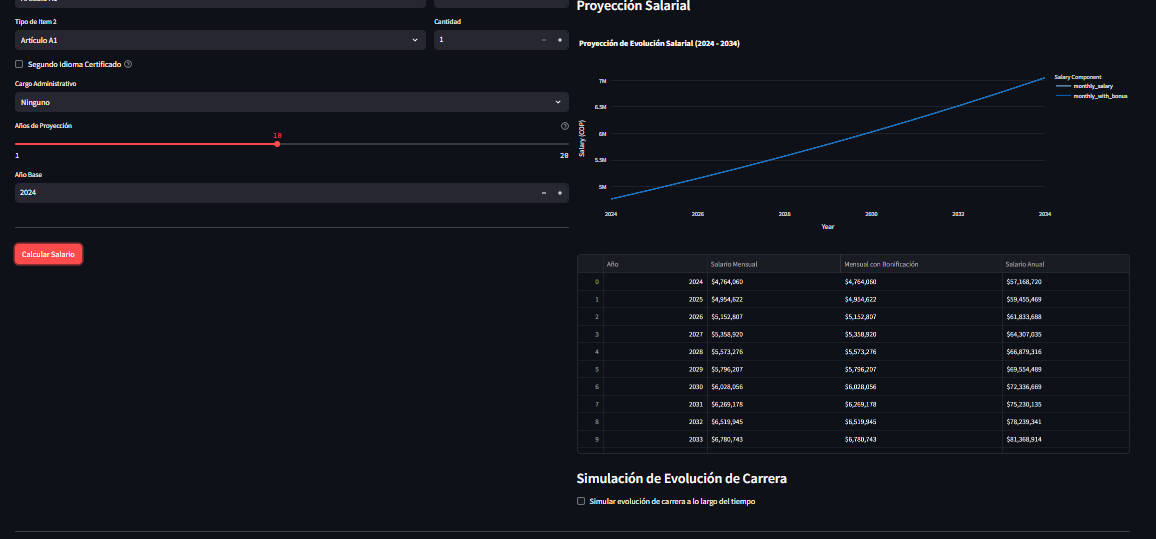 Tipo de Item 2
Cantidad
Artículo A1
1
Segundo Idioma Certificado
Cargo Administrativo
Ninguno
Años de Proyección
10
1
20
Año Base
2024
Calcular Salario
Proyección Salarial
Proyección de Evolución Salarial (2024 - 2034)
Salary Component
monthly_salary
monthly_with_bonus
7M
6.5M
6M
5.5M
5M
Salary (COP)
2024 2026 2028 2030 2032 2034
Year
Año Salario Mensual Mensual con Bonificación Salario Anual
0 2024 $4,764,060 $4,764,060 $57,168,720
1 2025 $4,954,622 $4,954,622 $59,455,469
2 2026 $5,152,807 $5,152,807 $61,833,688
3 2027 $5,358,920 $5,358,920 $64,307,035
4 2028 $5,573,276 $5,573,276 $66,879,316
5 2029 $5,796,207 $5,796,207 $69,554,489
6 2030 $6,028,056 $6,028,056 $72,336,669
7 2031 $6,269,178 $6,269,178 $75,230,135
8 2032 $6,519,945 $6,519,945 $78,239,341
9 2033 $6,780,743 $6,780,743 $81,368,914
Simulación de Evolución de Carrera
Simular evolución de carrera a lo largo del tiempo